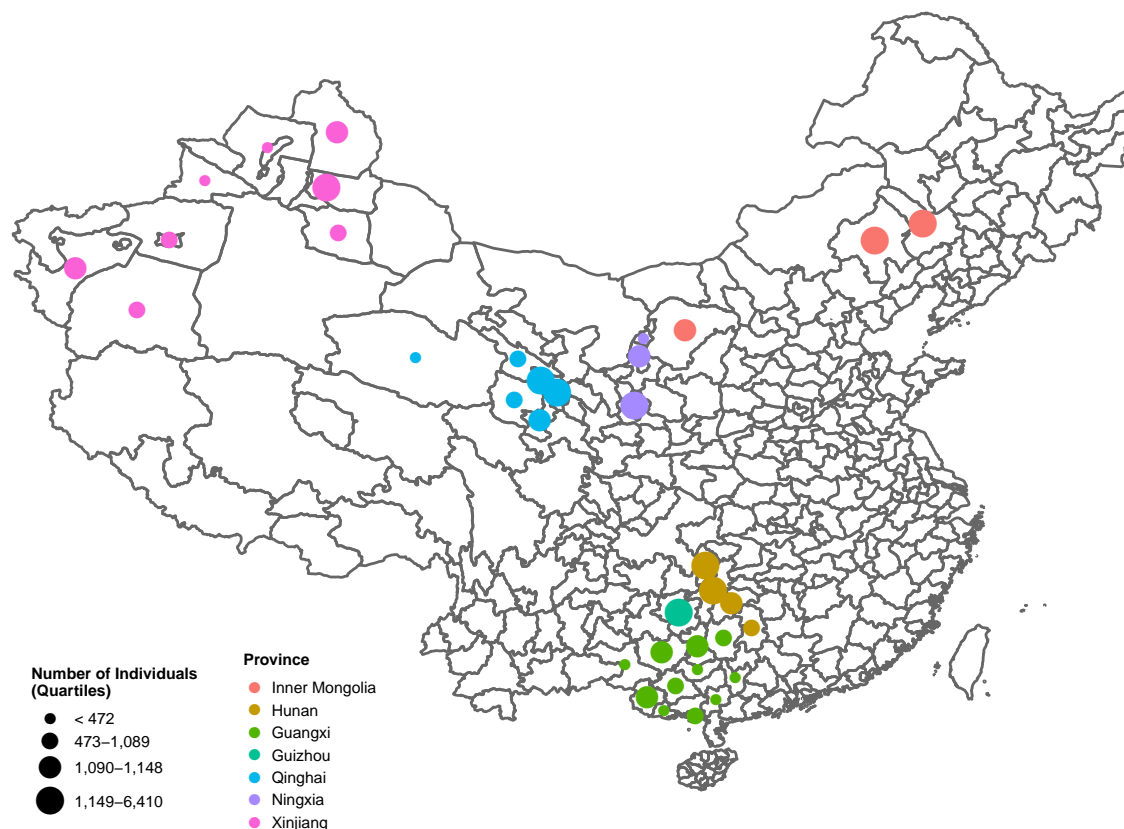 Number of Individuals
(Quartiles)
< 472
473–1,089
1,090–1,148
1,149–6,410
Province
Inner Mongolia
Hunan
Guangxi
Guizhou
Qinghai
Ningxia
Xinjiang